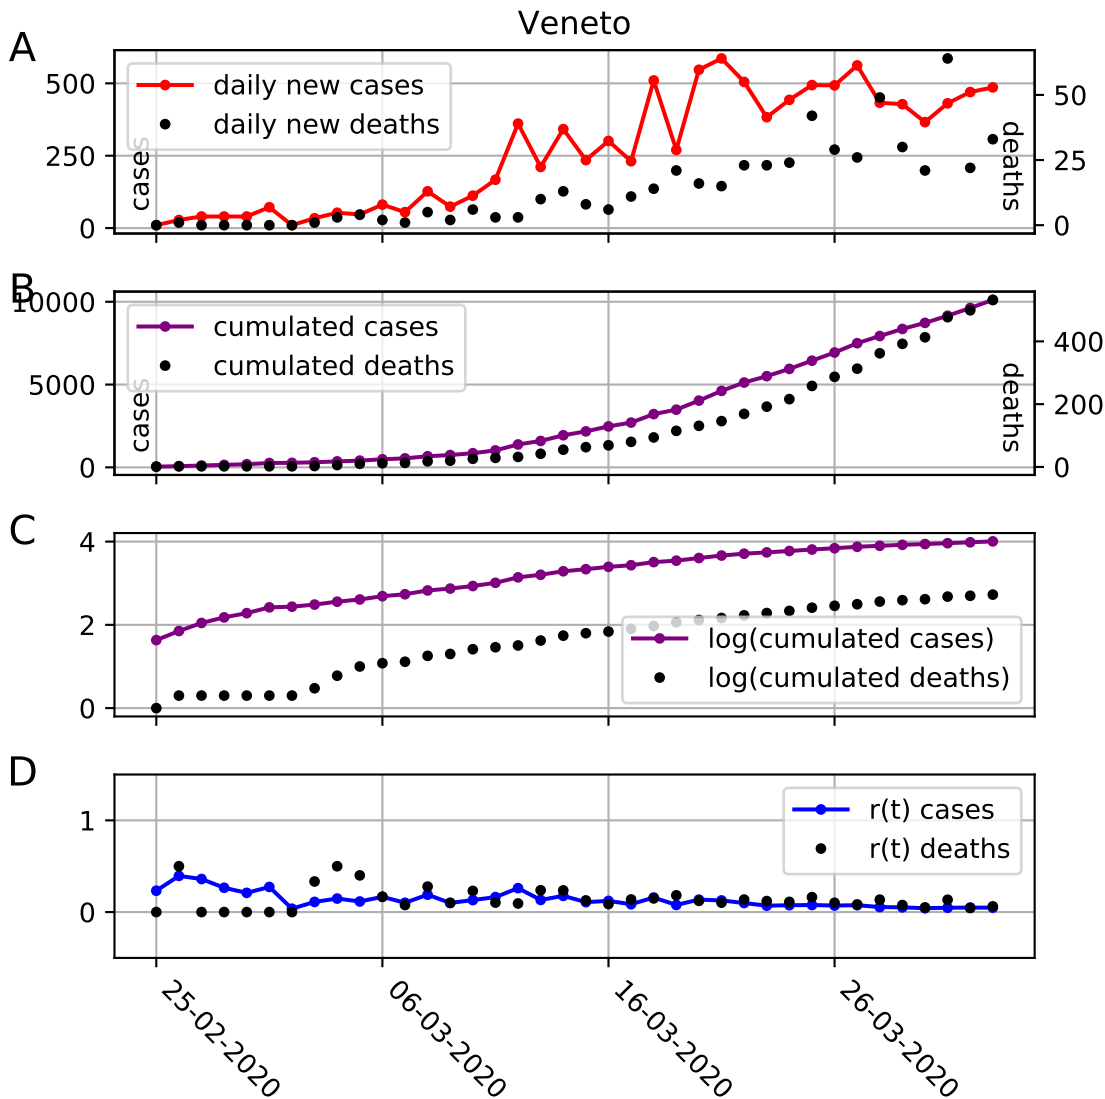 Veneto
A
daily new cases
daily new deaths
500
250
0
cases
50
25
0
deaths
B
cumulated cases
cumulated deaths
10000
5000
0
cases
400
200
0
deaths
C
4
2
0
log(cumulated cases)
log(cumulated deaths)
D
1
0
r(t) cases
r(t) deaths
25-02-2020
06-03-2020
16-03-2020
26-03-2020